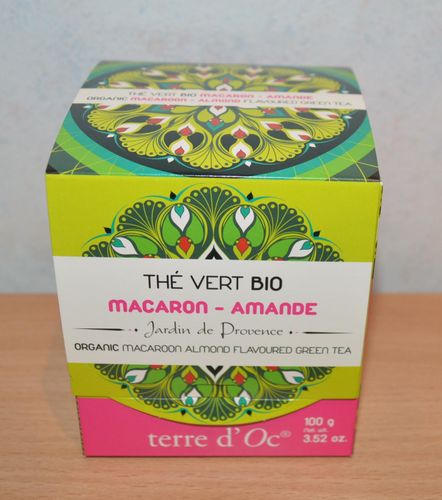 THÉ VERT BIO MACARON - AMANDE
ORGANIC MACAROON - ALMOND FLAVOURED GREEN TEA
THÉ VERT BIO
MACARON - AMANDE
• Jardin de Provence •
ORGANIC MACAROON ALMOND FLAVOURED GREEN TEA
terre d'Oc®
100 g
Net. wt.
3.52 oz.